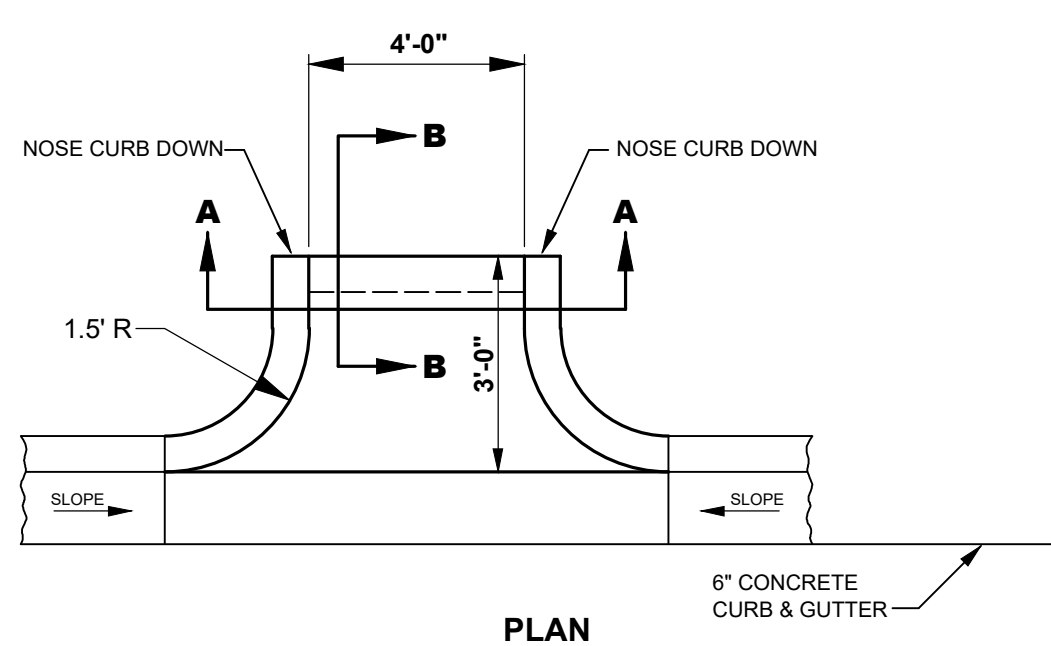 4'-0"
B
NOSE CURB DOWN
NOSE CURB DOWN
A
A
1.5' R
B
3'-0"
SLOPE
SLOPE
6" CONCRETE
CURB & GUTTER
PLAN